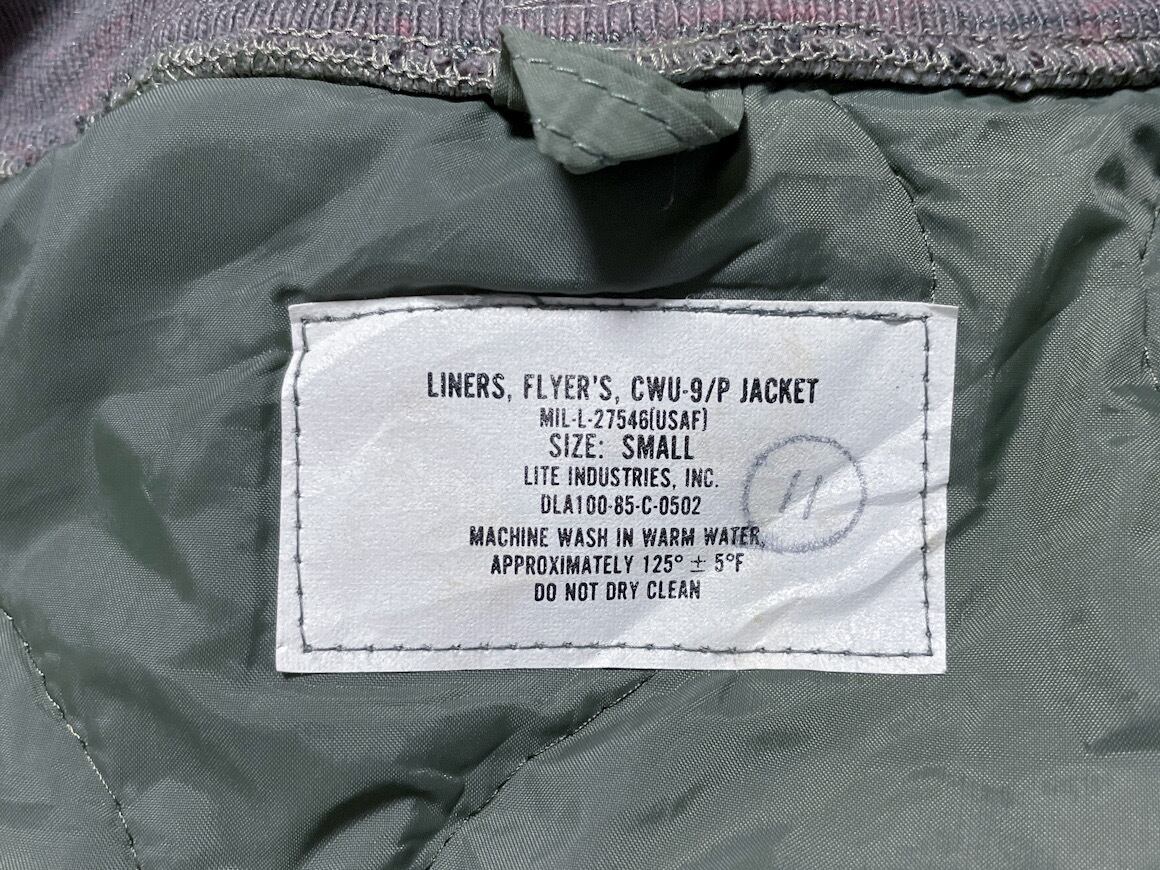 LINERS, FLYER'S, CWU-9/P JACKET
MIL-L-27546(USAF)
SIZE: SMALL
LITE INDUSTRIES, INC.
DLA100-85-C-0502
MACHINE WASH IN WARM WATER,
APPROXIMATELY 125° ± 5°F
DO NOT DRY CLEAN
11